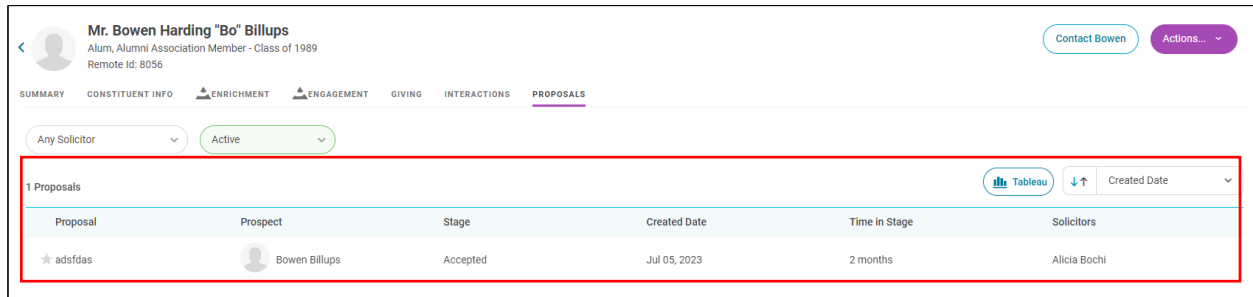 Mr. Bowen Harding "Bo" Billups
Alum, Alumni Association Member - Class of 1989
Remote Id: 8056
Contact Bowen
Actions...
SUMMARY CONSTITUENT INFO ENRICHMENT ENGAGEMENT GIVING INTERACTIONS PROPOSALS
Any Solicitor Active
1 Proposals Tableau Created Date
Proposal Prospect Stage Created Date Time in Stage Solicitors
adsfdas Bowen Billups Accepted Jul 05, 2023 2 months Alicia Bochi